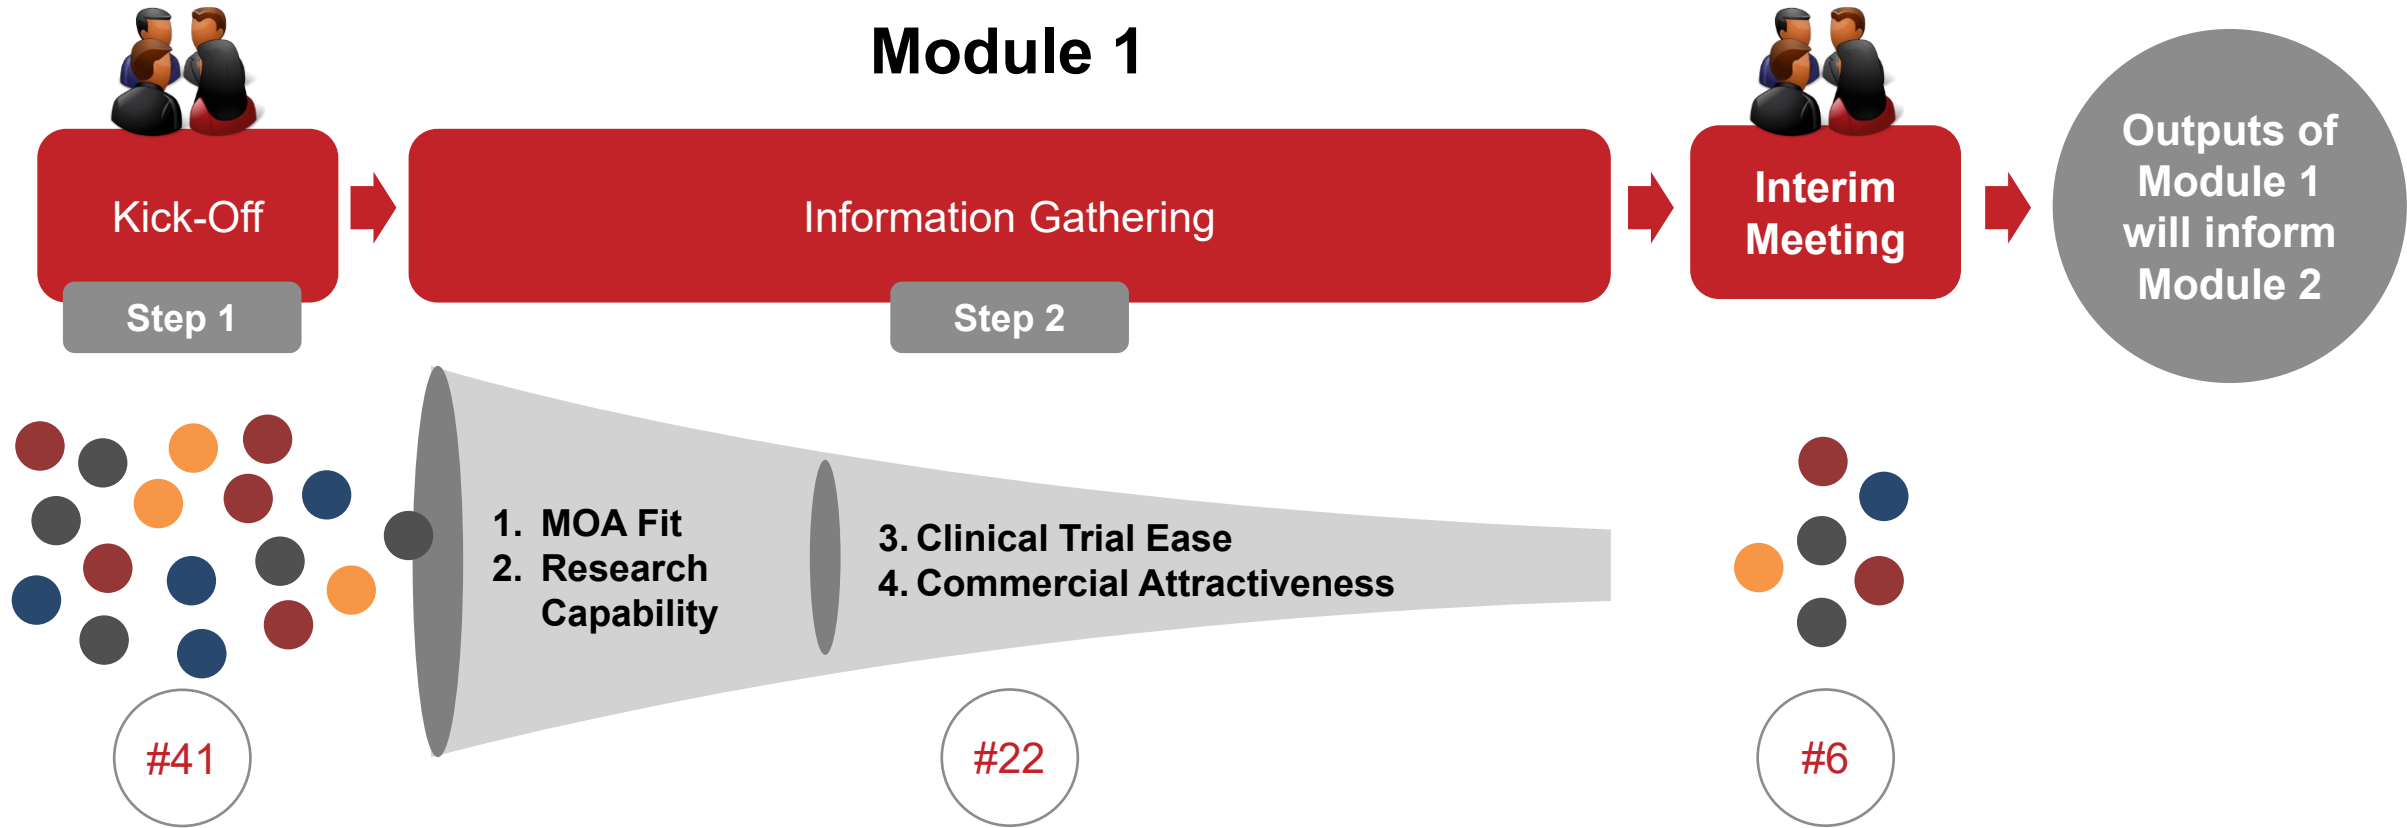 Module 1
Kick-Off
Step 1
Information Gathering
Step 2
Interim
Meeting
Outputs of
Module 1
will inform
Module 2
1. MOA Fit
2. Research
Capability
3. Clinical Trial Ease
4. Commercial Attractiveness
#41
#22
#6